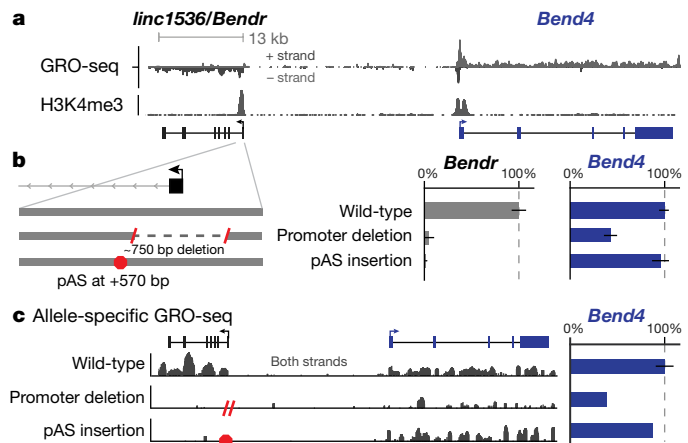 a
linc1536/Bendr
Bend4
13 kb
+ strand
GRO-seq
– strand
H3K4me3
b
0% Bendr 100%
0% Bend4 100%
Wild-type
~750 bp deletion
Promoter deletion
pAS insertion
pAS at +570 bp
c Allele-specific GRO-seq
Bend4
0% 100%
Wild-type
Both strands
Promoter deletion
pAS insertion